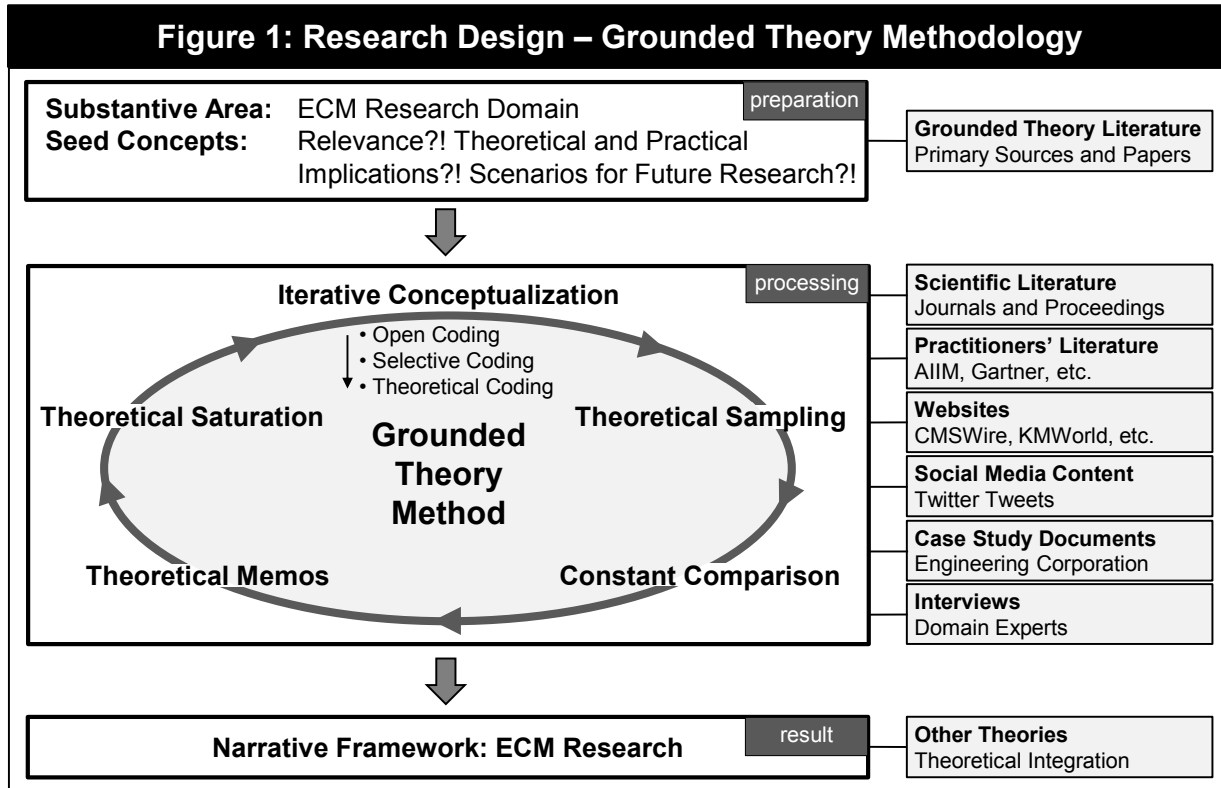 Figure 1: Research Design – Grounded Theory Methodology
preparation
Substantive Area: ECM Research Domain
Seed Concepts: Relevance?! Theoretical and Practical
Implications?! Scenarios for Future Research?!
Grounded Theory Literature
Primary Sources and Papers
processing
Iterative Conceptualization
• Open Coding
• Selective Coding
• Theoretical Coding
Theoretical Saturation
Theoretical Sampling
Grounded
Theory
Method
Theoretical Memos
Constant Comparison
Scientific Literature
Journals and Proceedings
Practitioners’ Literature
AIIM, Gartner, etc.
Websites
CMSWire, KMWorld, etc.
Social Media Content
Twitter Tweets
Case Study Documents
Engineering Corporation
Interviews
Domain Experts
result
Narrative Framework: ECM Research
Other Theories
Theoretical Integration